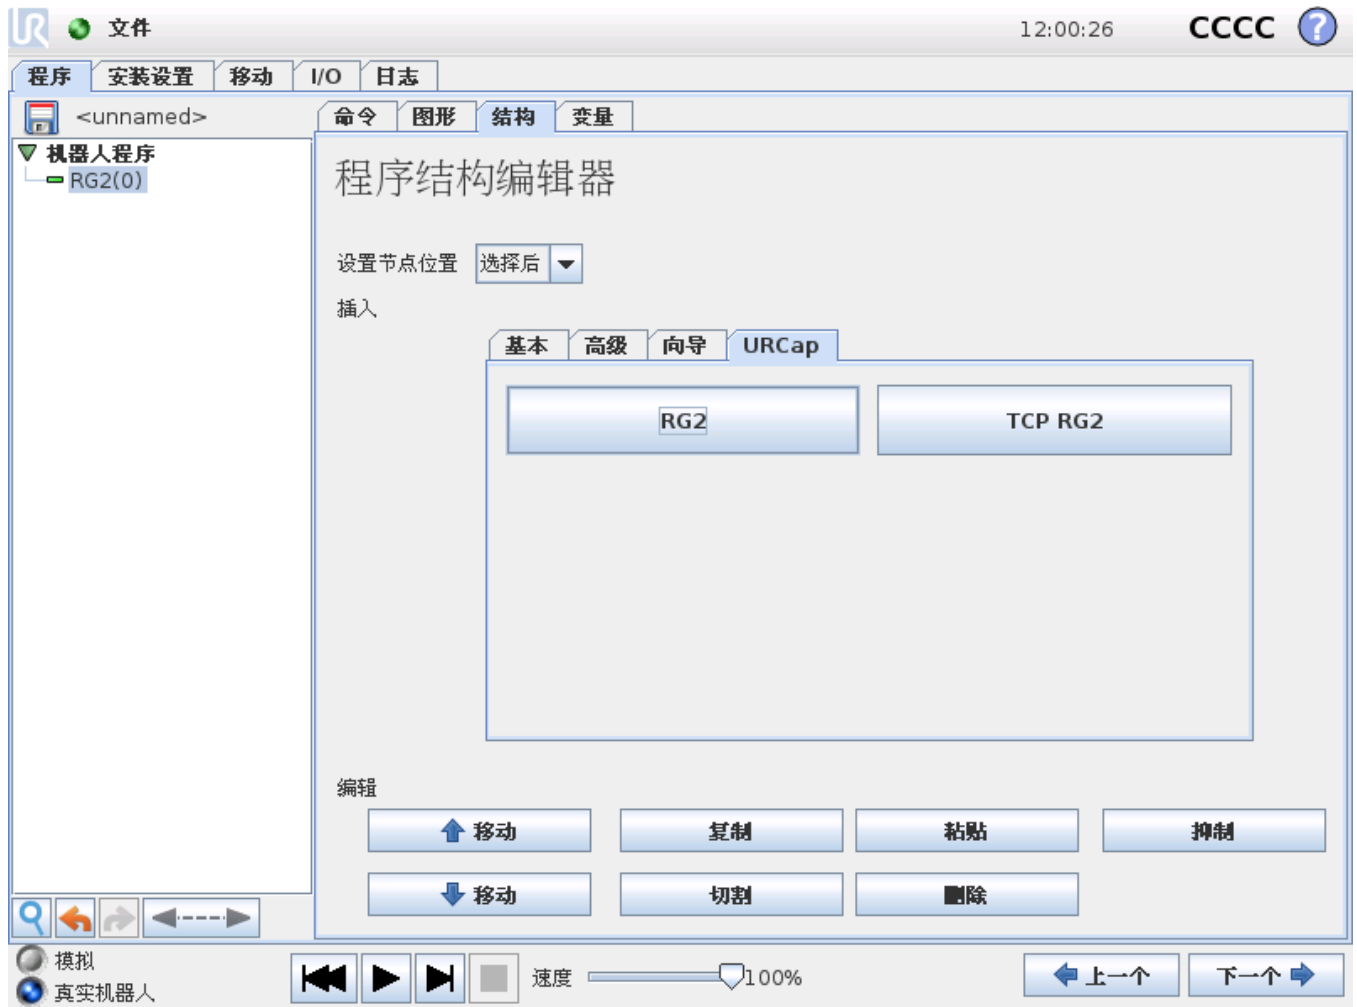 UR 文件 12:00:26 CCCC ?
程序 安装设置 移动 I/O 日志
<unnamed>
命令 图形 结构 变量
机器人程序
RG2(0)
程序结构编辑器
设置节点位置 选择后
插入
基本 高级 向导 URCap
RG2 TCP RG2
编辑
移动 复制 粘贴 抑制
移动 切割 删除
模拟
真实机器人
速度 100%
上一个 下一个